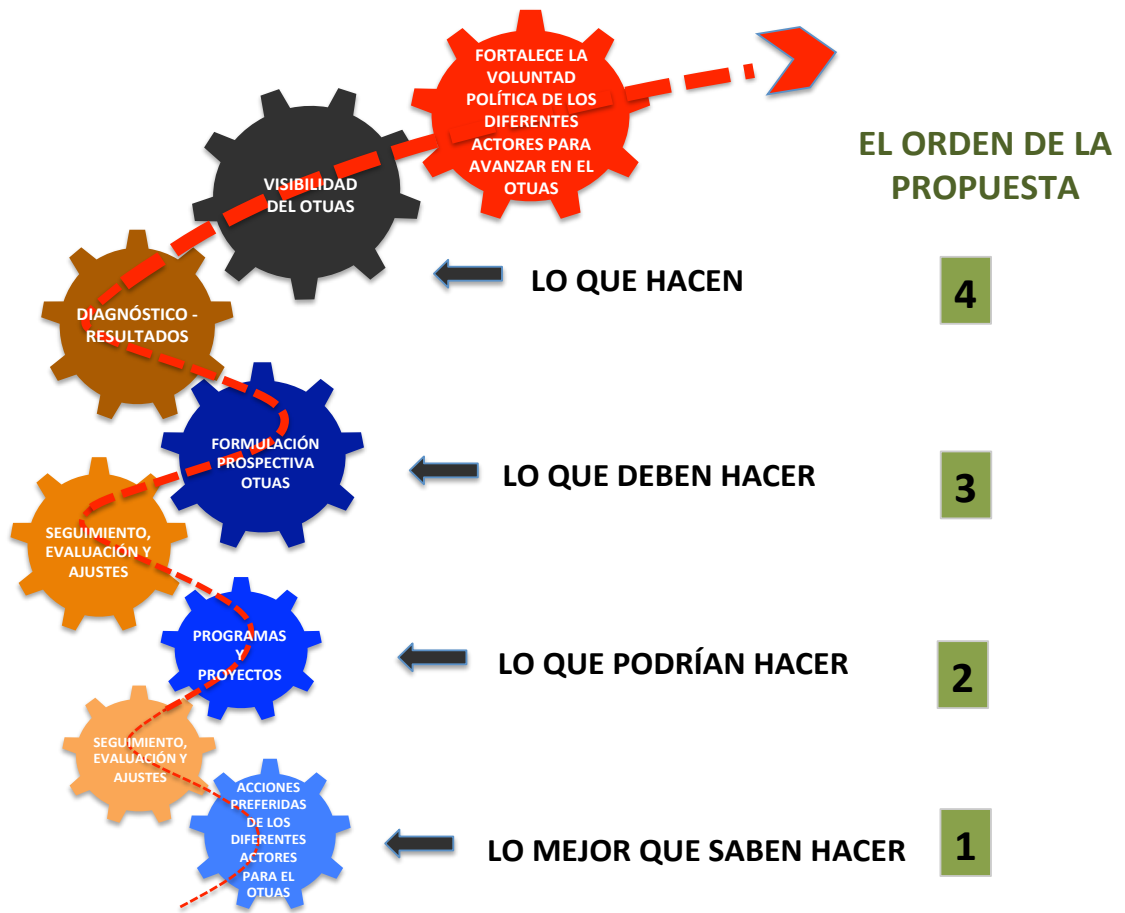 FORTALECE LA
VOLUNTAD
POLÍTICA DE LOS
DIFERENTES
ACTORES PARA
AVANZAR EN EL
OTUAS
EL ORDEN DE LA
PROPUESTA
VISIBILIDAD
DEL OTUAS
LO QUE HACEN
4
DIAGNÓSTICO -
RESULTADOS
FORMULACIÓN
PROSPECTIVA
OTUAS
LO QUE DEBEN HACER
3
SEGUIMIENTO,
EVALUACIÓN Y
AJUSTES
PROGRAMAS
Y
PROYECTOS
LO QUE PODRÍAN HACER
2
SEGUIMIENTO,
EVALUACIÓN Y
AJUSTES
ACCIONES
PREFERIDAS
DE LOS
DIFERENTES
ACTORES
PARA EL
OTUAS
LO MEJOR QUE SABEN HACER
1